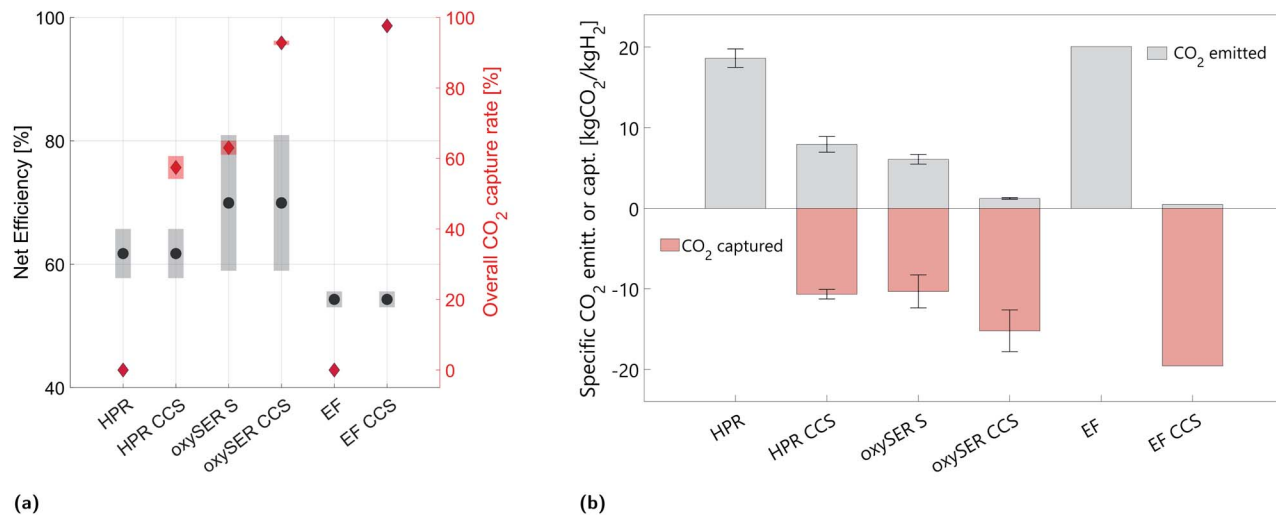 100
80
60
40
Net Efficiency [%]
100
80
60
40
20
0
Overall CO2 capture rate [%]
HPR
HPR CCS
oxySER S
oxySER CCS
EF
EF CCS
(a)
Specific CO2 emitt. or capt. [kgCO2/kgH2]
20
10
0
-10
-20
CO2 emitted
CO2 captured
HPR
HPR CCS
oxySER S
oxySER CCS
EF
EF CCS
(b)